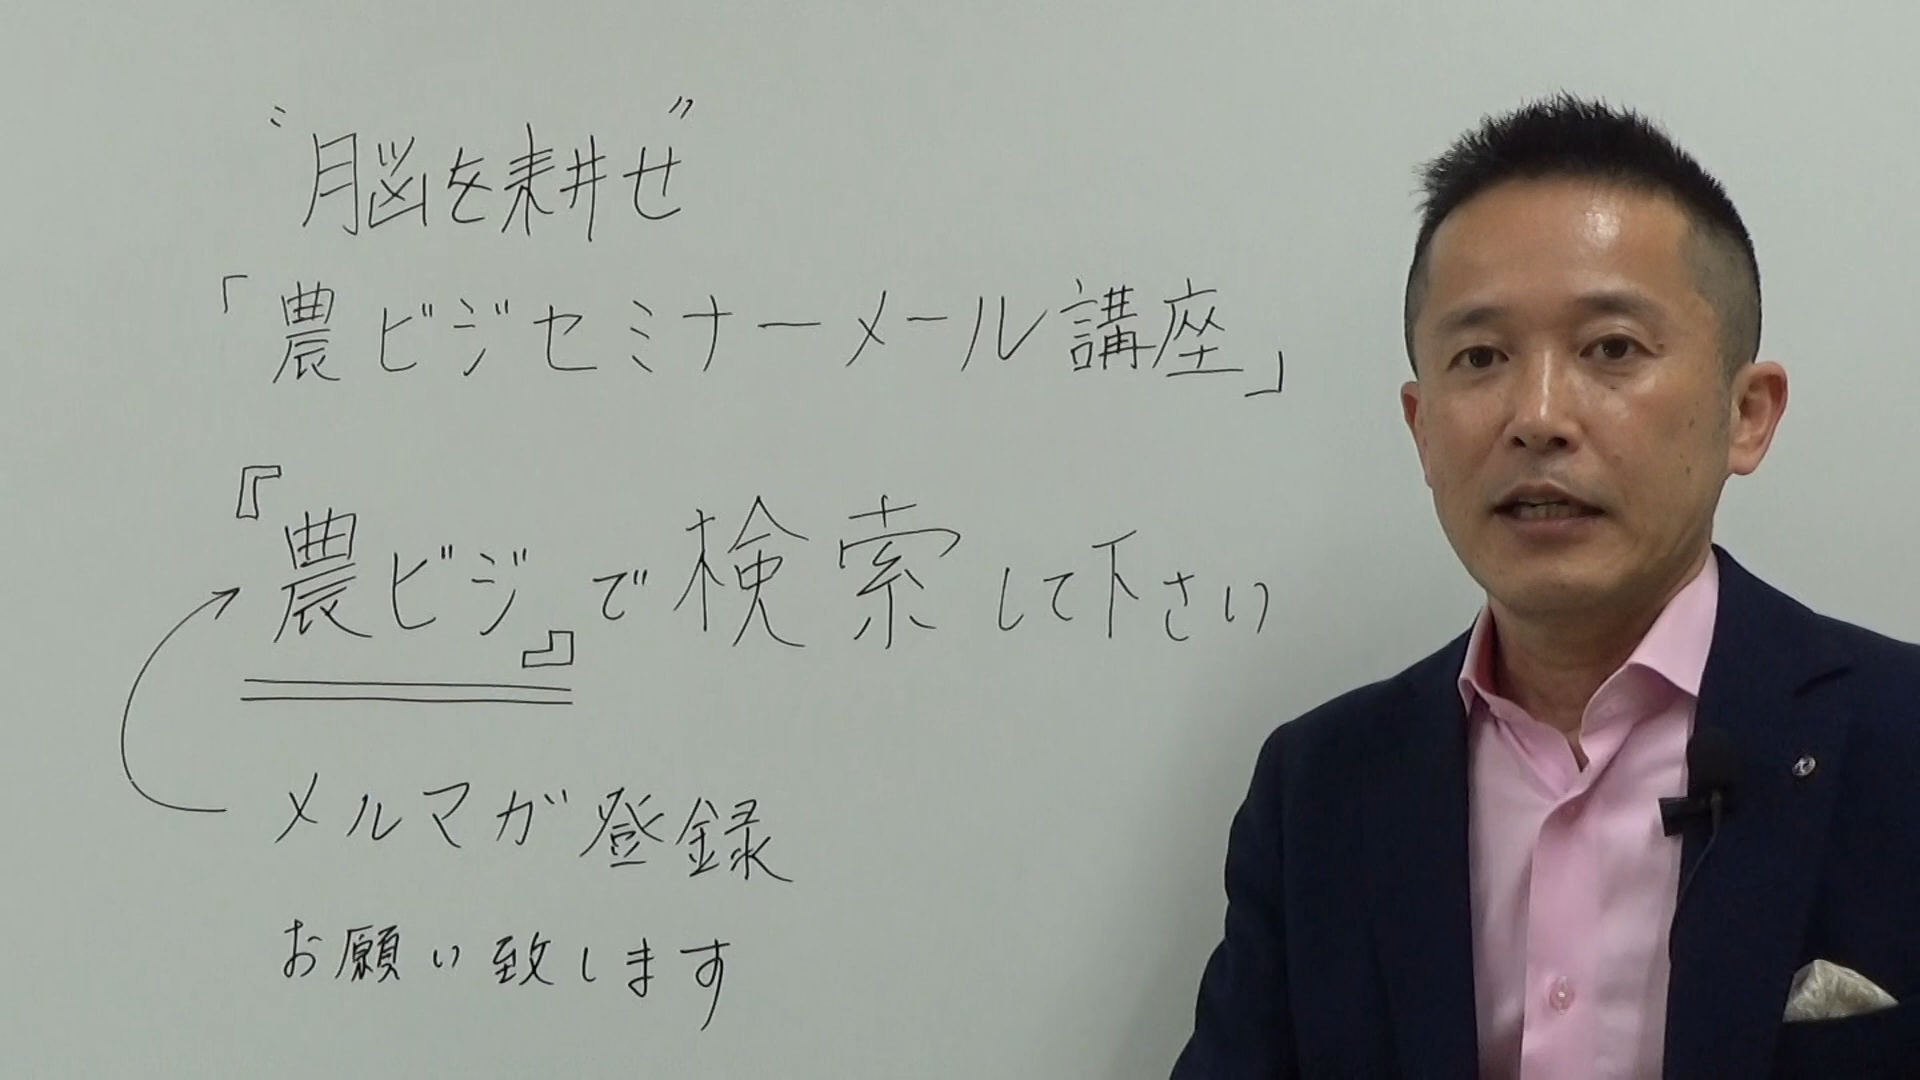 〝脳を耕せ〟
「農ビジセミナーメール講座」
『農ビジ』で検索して下さい
メルマガ登録
お願い致します